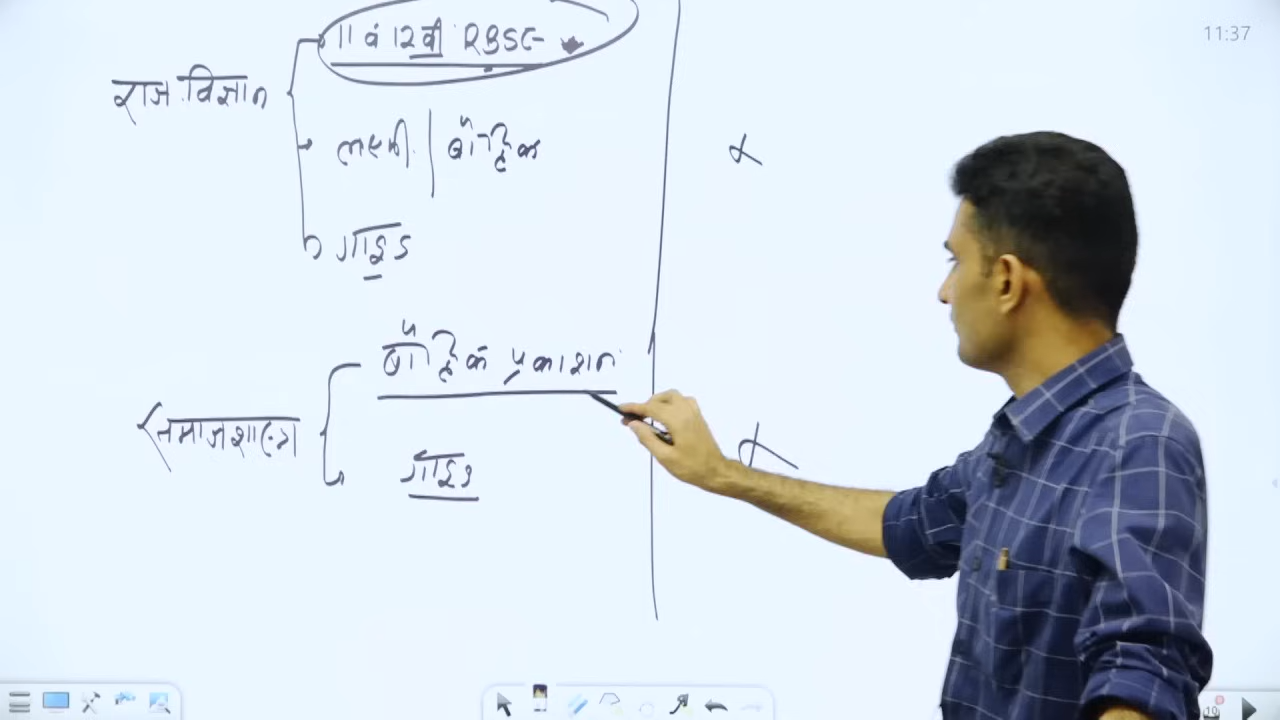 11 वं 12वी RBSE
राज. विज्ञान
लक्ष्मी | बौद्धिक
गाइड
बौद्धिक प्रकाशन
समाजशास्त्र
गाइड
11:37